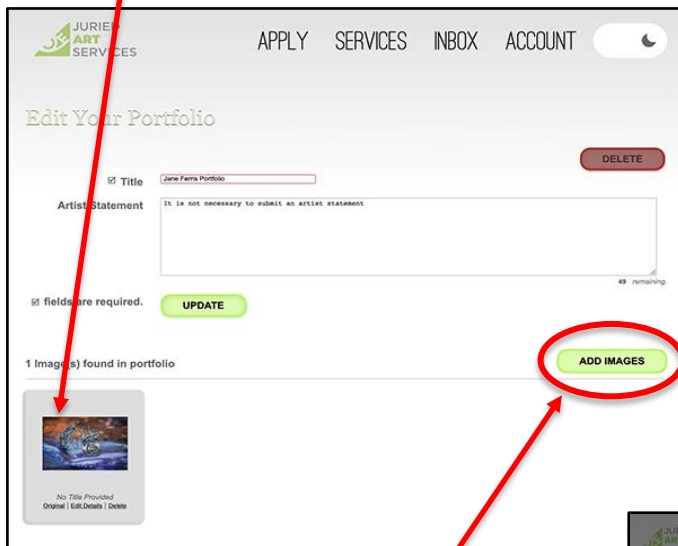 JURIED
ART
SERVICES
APPLY SERVICES INBOX ACCOUNT
Edit Your Portfolio
DELETE
Title
Jane Ferris Portfolio
Artist Statement
It is not necessary to submit an artist statement
49 remaining.
fields are required.
UPDATE
1 Image(s) found in portfolio
ADD IMAGES
No Title Provided
Original | Edit Details | Delete